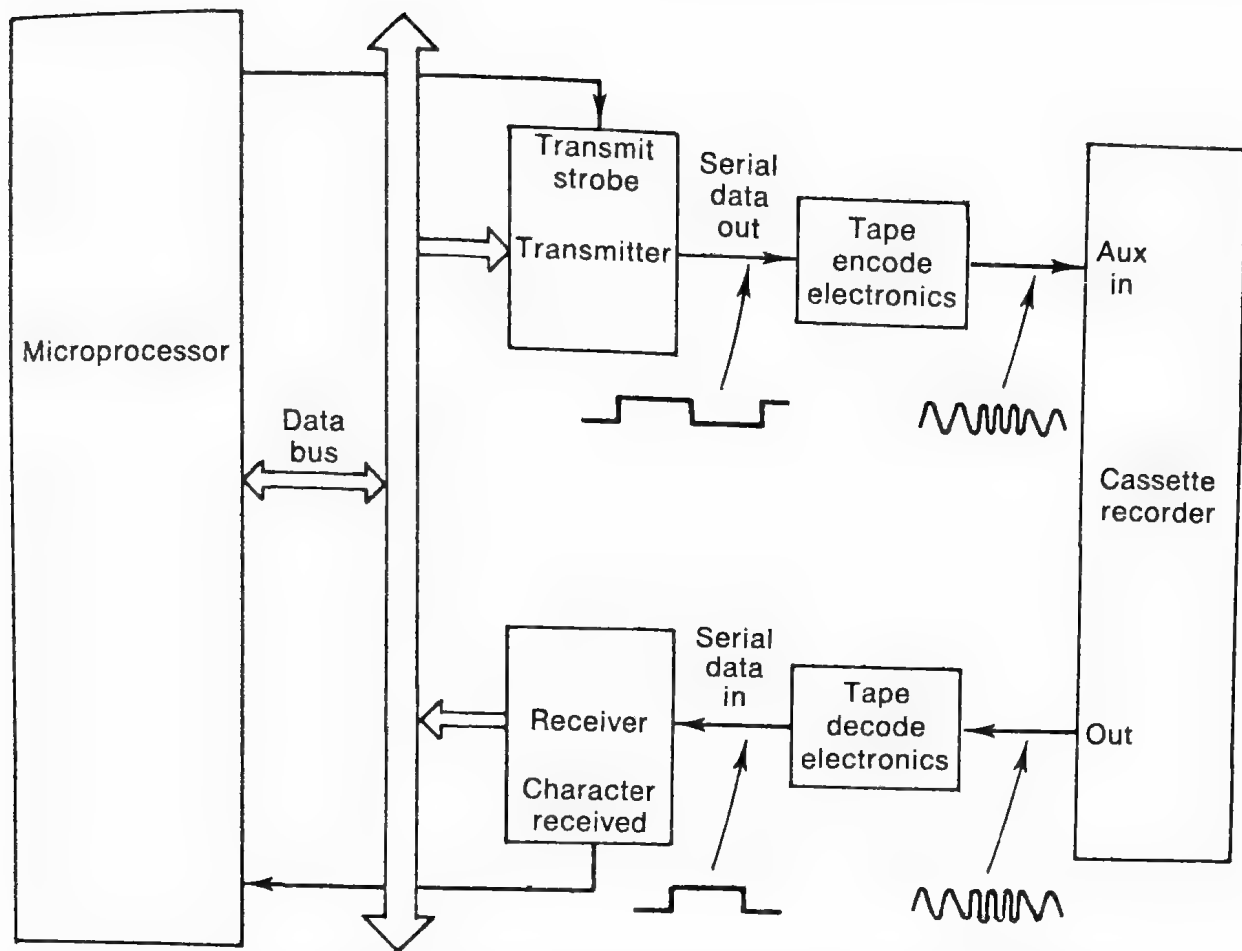 Microprocessor
Data
bus
Transmit
strobe
Transmitter
Serial
data
out
Tape
encode
electronics
Aux
in
Cassette
recorder
Receiver
Character
received
Serial
data
in
Tape
decode
electronics
Out